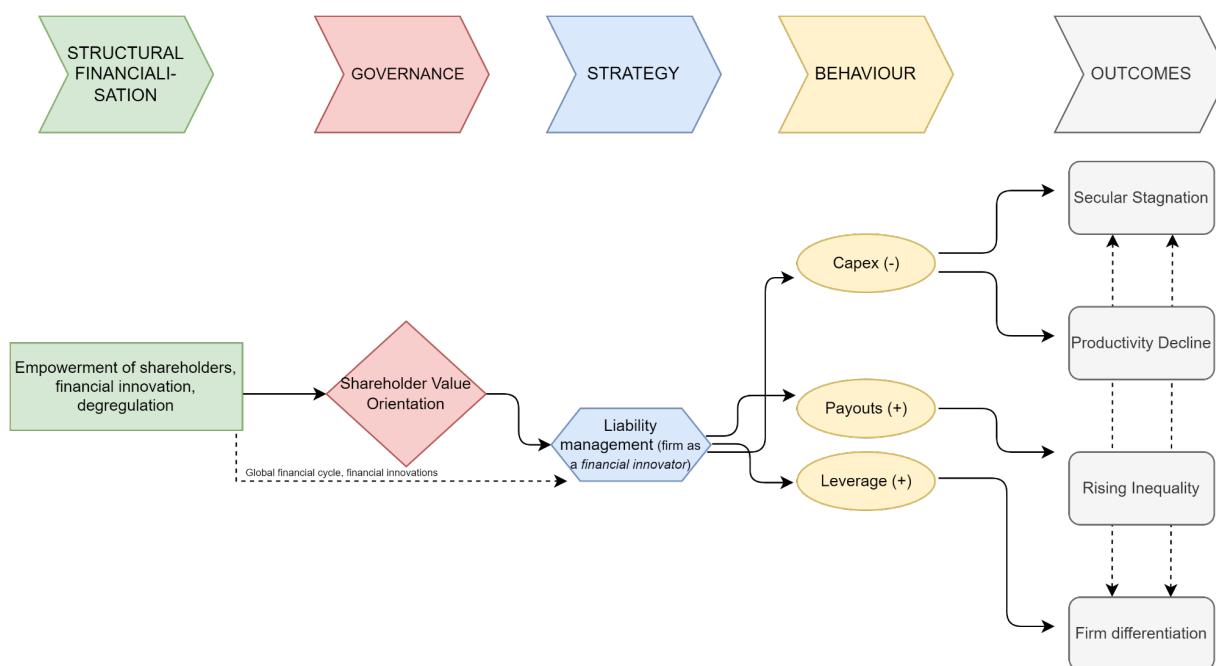 STRUCTURAL
FINANCIALI-
SATION
GOVERNANCE
STRATEGY
BEHAVIOUR
OUTCOMES
Secular Stagnation
Capex (-)
Productivity Decline
Empowerment of shareholders,
financial innovation,
degregulation
Shareholder Value
Orientation
Payouts (+)
Liability
management (firm as
a financial innovator)
Global financial cycle, financial innovations
Leverage (+)
Rising Inequality
Firm differentiation